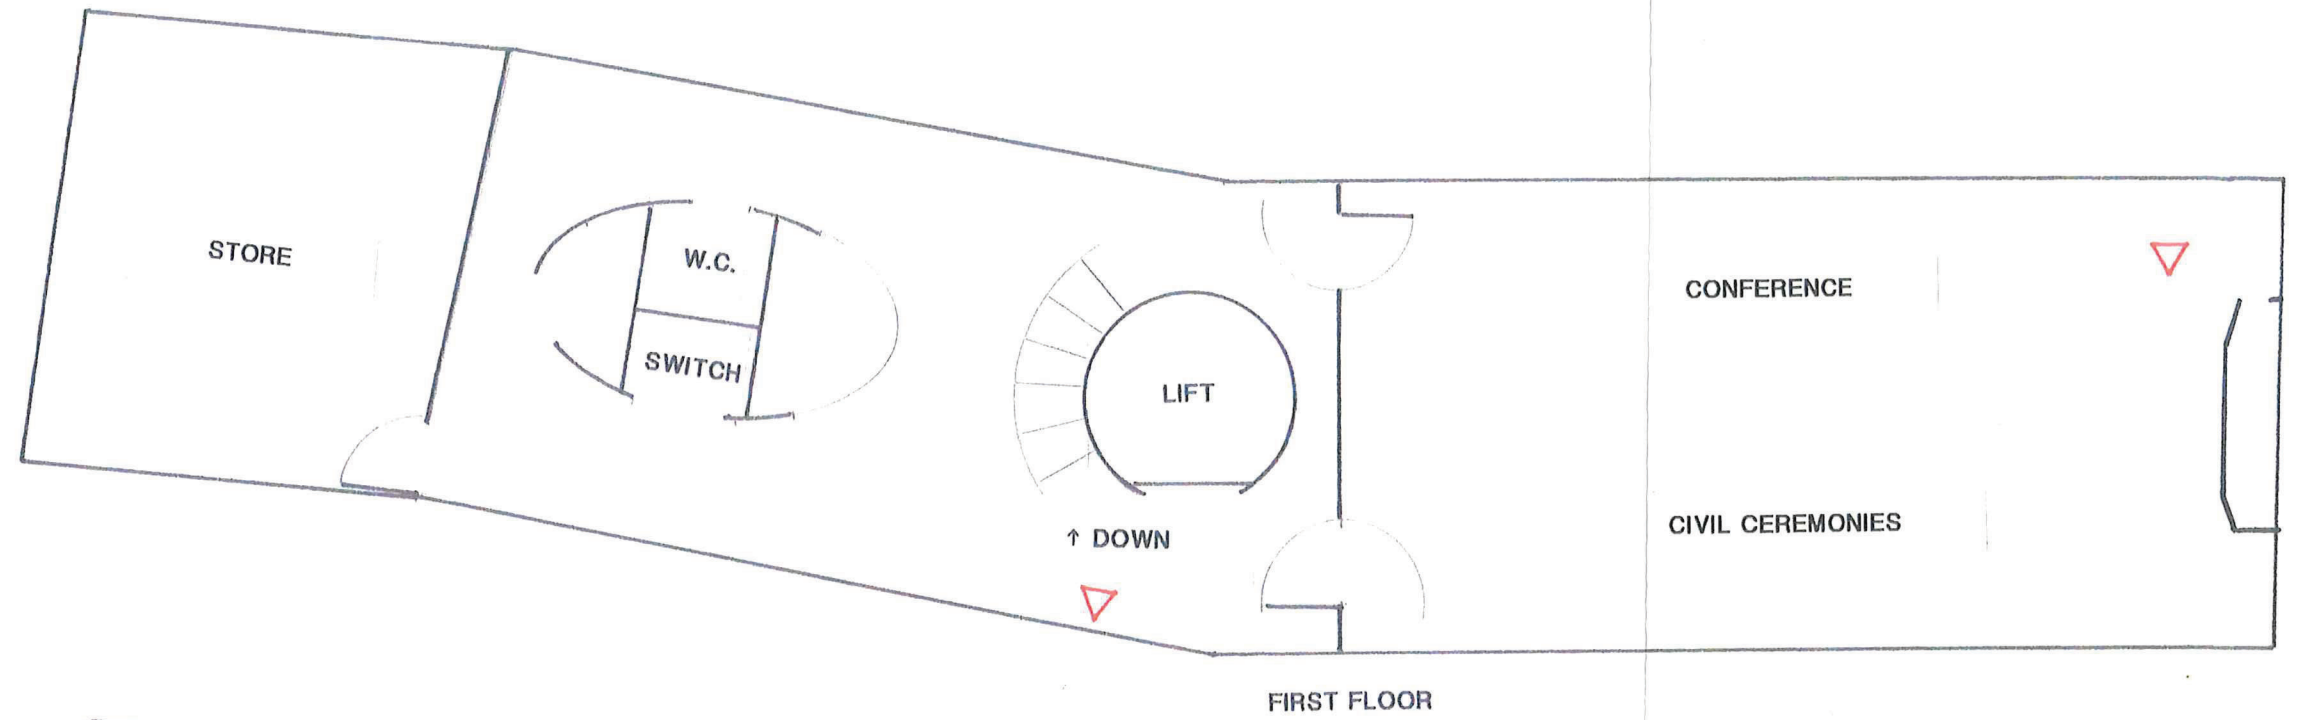 STORE
W.C.
SWITCH
LIFT
↑ DOWN
CONFERENCE
CIVIL CEREMONIES
FIRST FLOOR